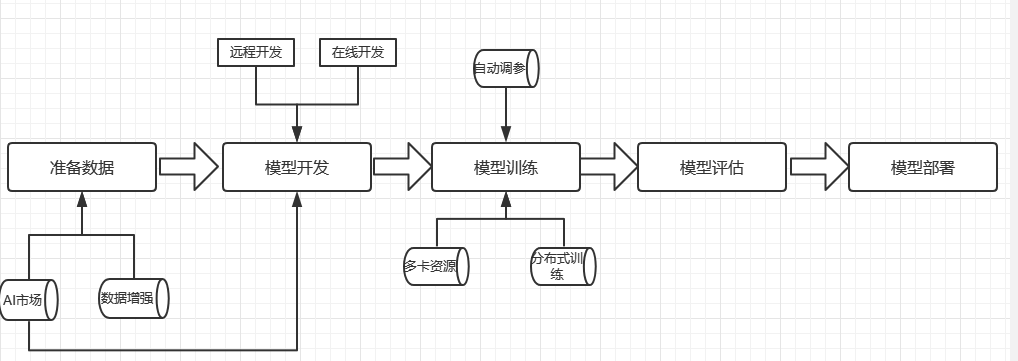 远程开发
在线开发
自动调参
准备数据
模型开发
模型训练
模型评估
模型部署
多卡资源
分布式训
练
AI市场
数据增强